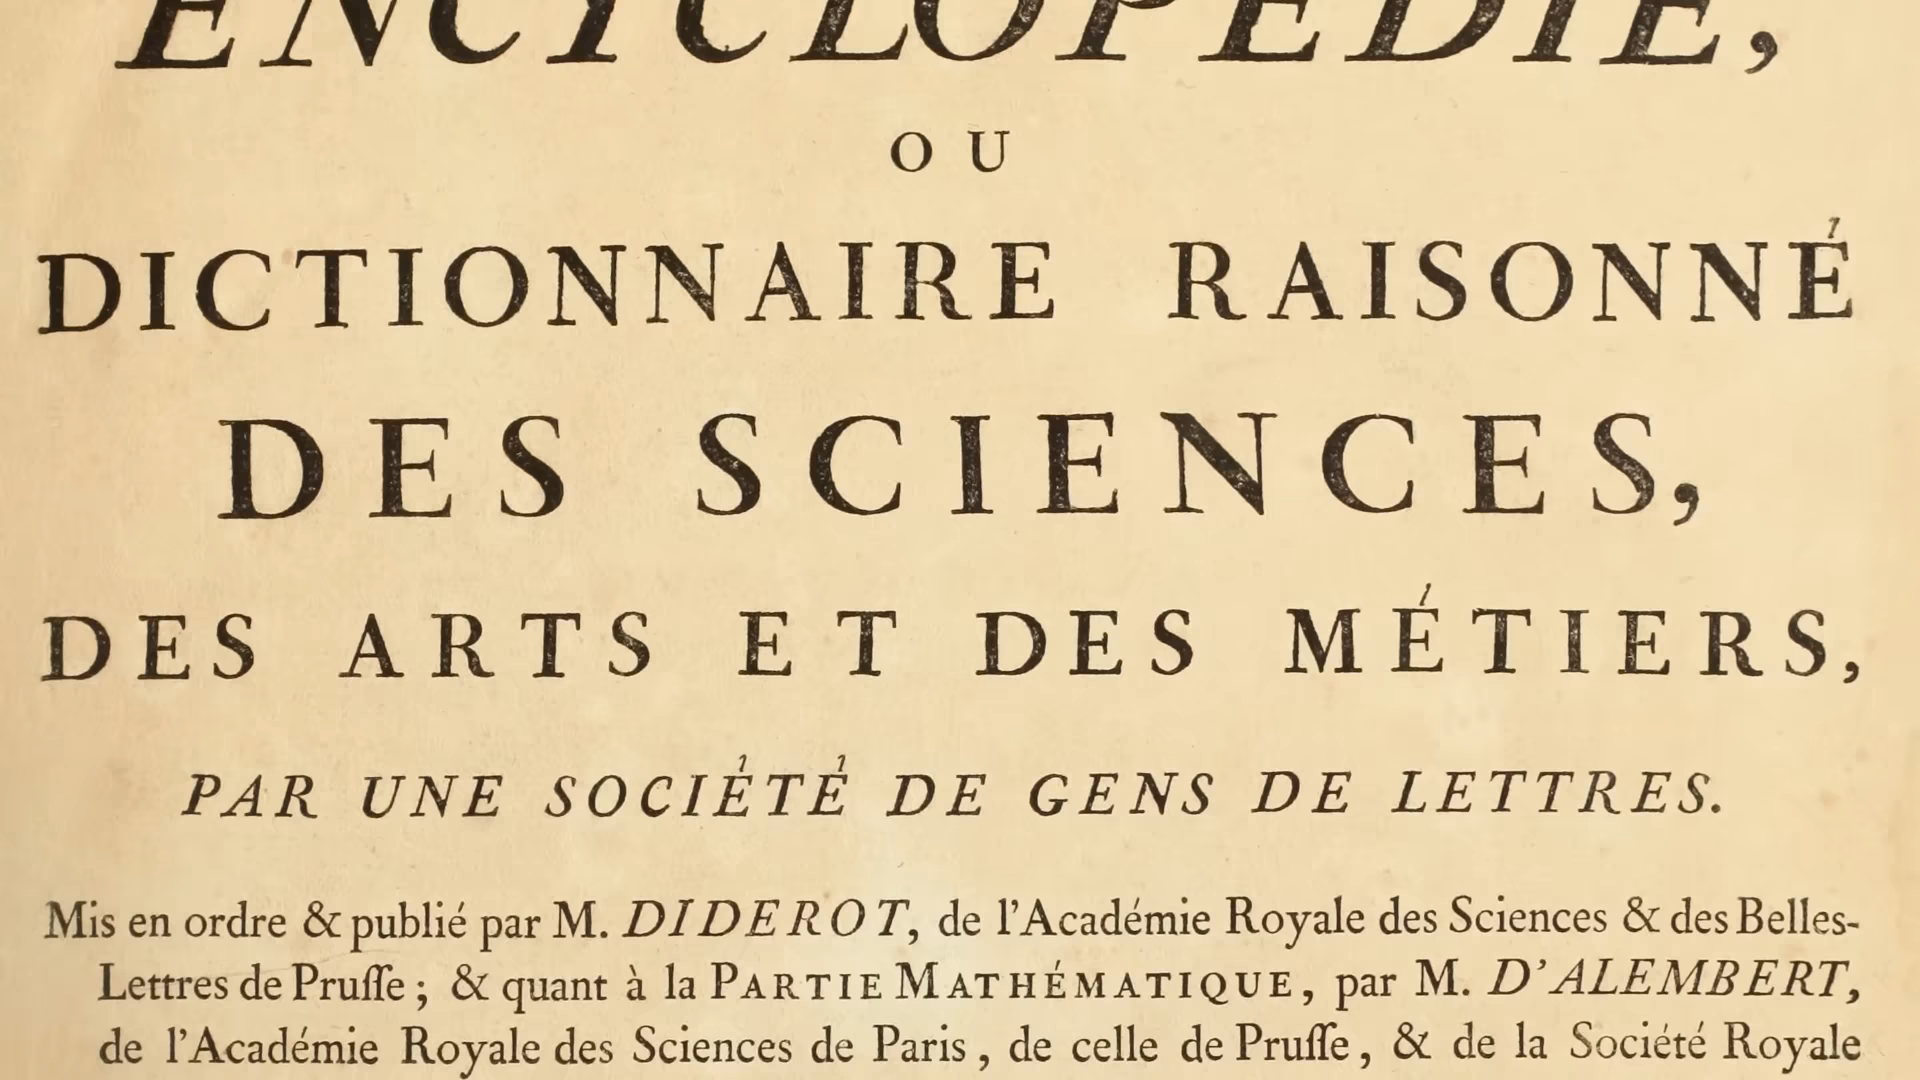 ENCYCLOPÉDIE,
OU
DICTIONNAIRE RAISONNÉ
DES SCIENCES,
DES ARTS ET DES MÉTIERS,
PAR UNE SOCIÉTÉ DE GENS DE LETTRES.
Mis en ordre & publié par M. DIDEROT, de l'Académie Royale des Sciences & des Belles-
Lettres de Pruſſe ; & quant à la PARTIE MATHÉMATIQUE, par M. D'ALEMBERT,
de l'Académie Royale des Sciences de Paris, de celle de Pruſſe, & de la Société Royale